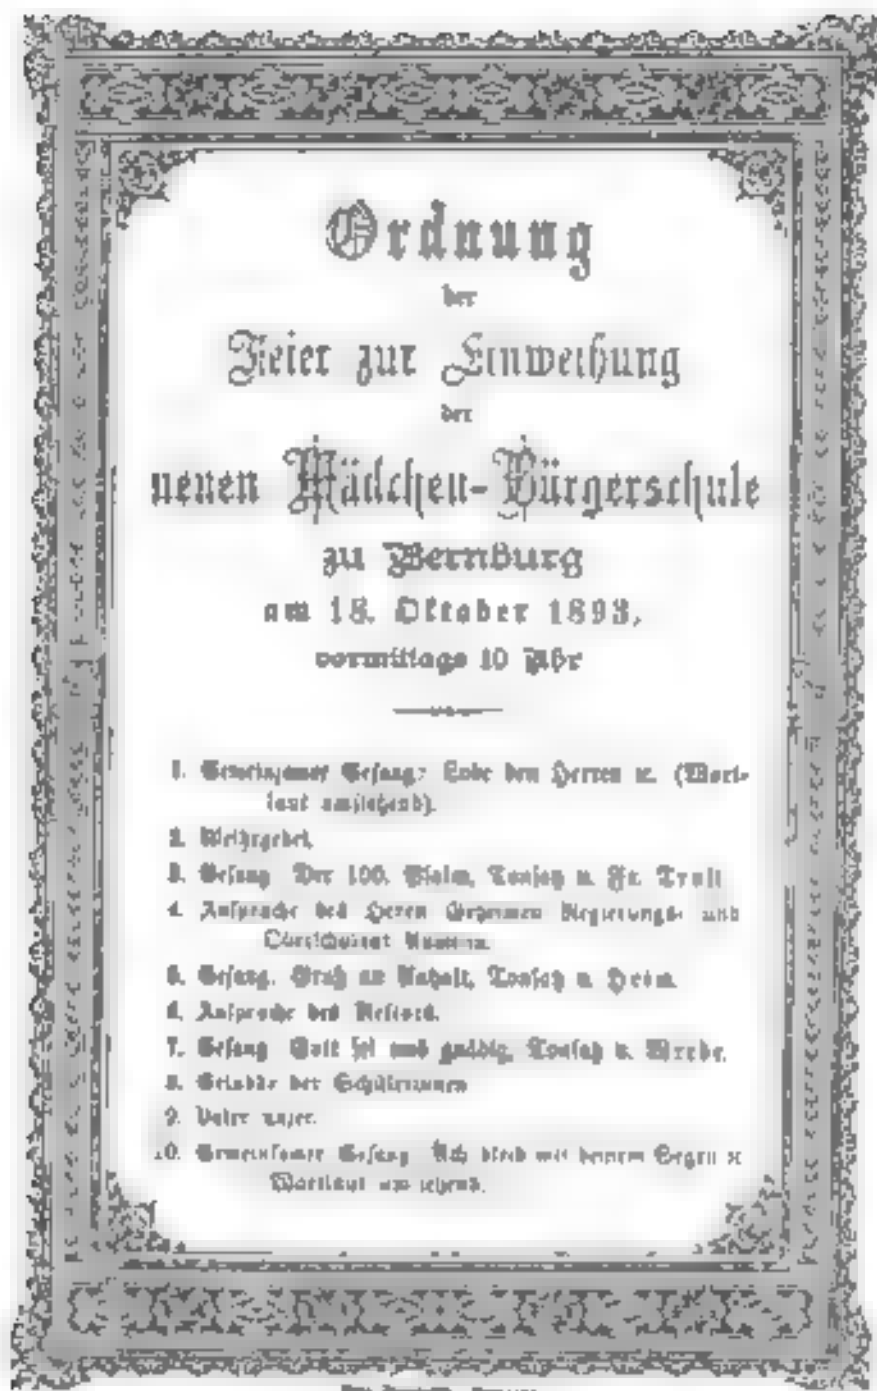 Ordnung
der
Feier zur Einweihung
der
neuen Mädchen-Bürgerschule
zu Bernburg
am 18. Oktober 1893,
vormittags 10 Uhr
1. Gemeinsamer Gesang: Lobe den Herren ꝛc. (Wort-
laut umstehend).
2. Weihgebet.
3. Gesang Der 100. Psalm, Tonsatz v. Fr. Troll
4. Ansprache des Herrn Geheimen Regierungs- und
Oberschulrat
5. Gesang. Gruß an Anhalt, Tonsatz v.
6. Ansprache des Rektors.
7. Gesang Gott sei uns gnädig, Tonsatz v.
8. Gelübde der Schülerinnen
9. Vater unser.
10. Gemeinsamer Gesang Ach bleib mit deinem Segen ꝛc
Wortlaut umstehend.